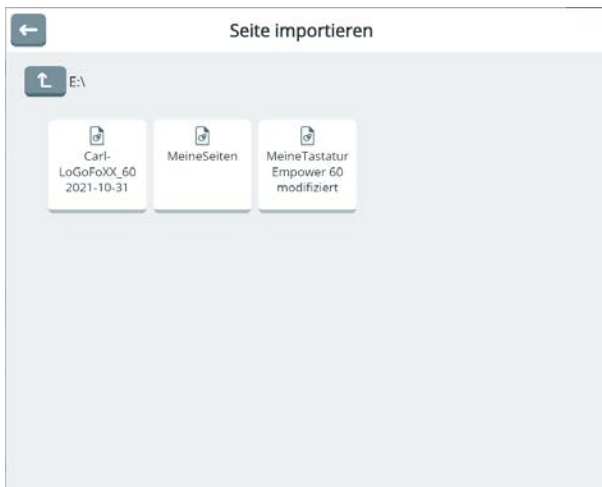 Seite importieren
E:\
Carl-
LoGoFoXX_60
2021-10-31
MeineSeiten
MeineTastatur
Empower 60
modifiziert